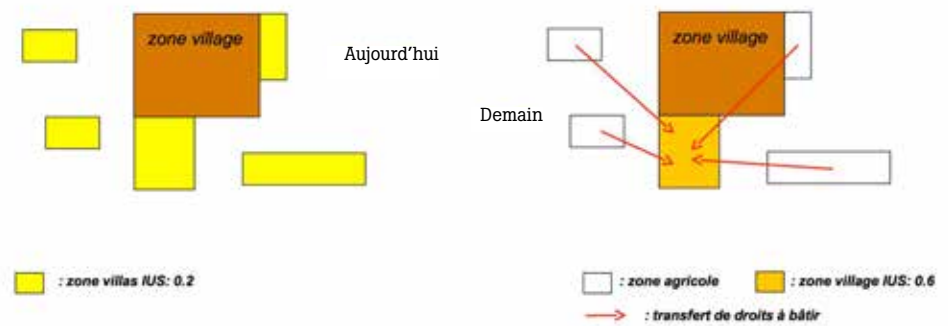 zone village
Aujourd'hui
: zone villas IUS: 0.2
zone village
Demain
: zone agricole
: zone village IUS: 0.6
: transfert de droits à bâtir